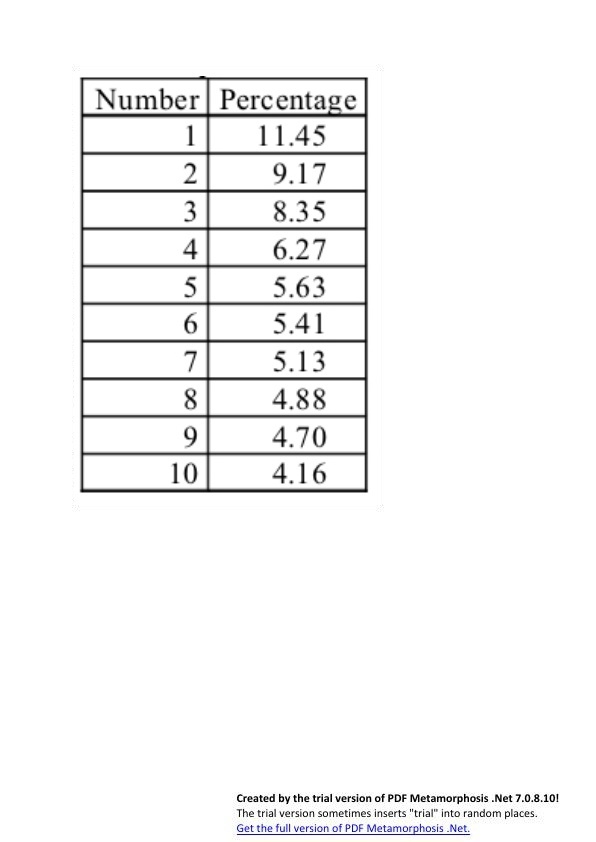 Number Percentage
1 11.45
2 9.17
3 8.35
4 6.27
5 5.63
6 5.41
7 5.13
8 4.88
9 4.70
10 4.16
Created by the trial version of PDF Metamorphosis .Net 7.0.8.10!
The trial version sometimes inserts "trial" into random places.
Get the full version of PDF Metamorphosis .Net.